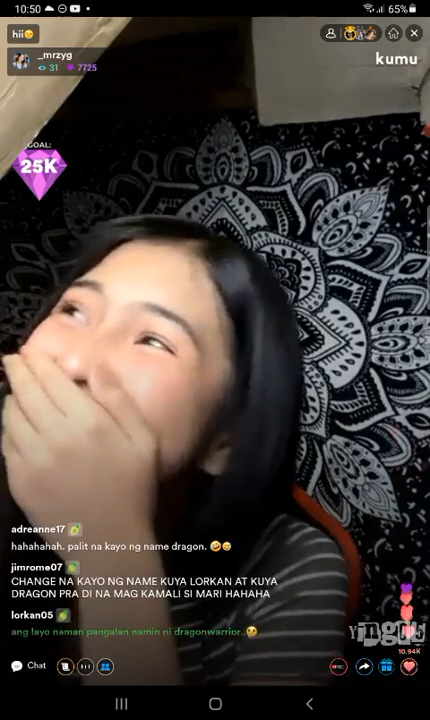 10:50
65%
hii
_mrzyg
31 7725
kumu
GOAL:
25K
adreanne17
hahahahah. palit na kayo ng name dragon. 🤣😄
jimrome07
CHANGE NA KAYO NG NAME KUYA LORKAN AT KUYA
DRAGON PRA DI NA MAG KAMALI SI MARI HAHAHA
lorkan05
ang layo naman pangalan namin ni dragonwarrior..
10.94K
Chat